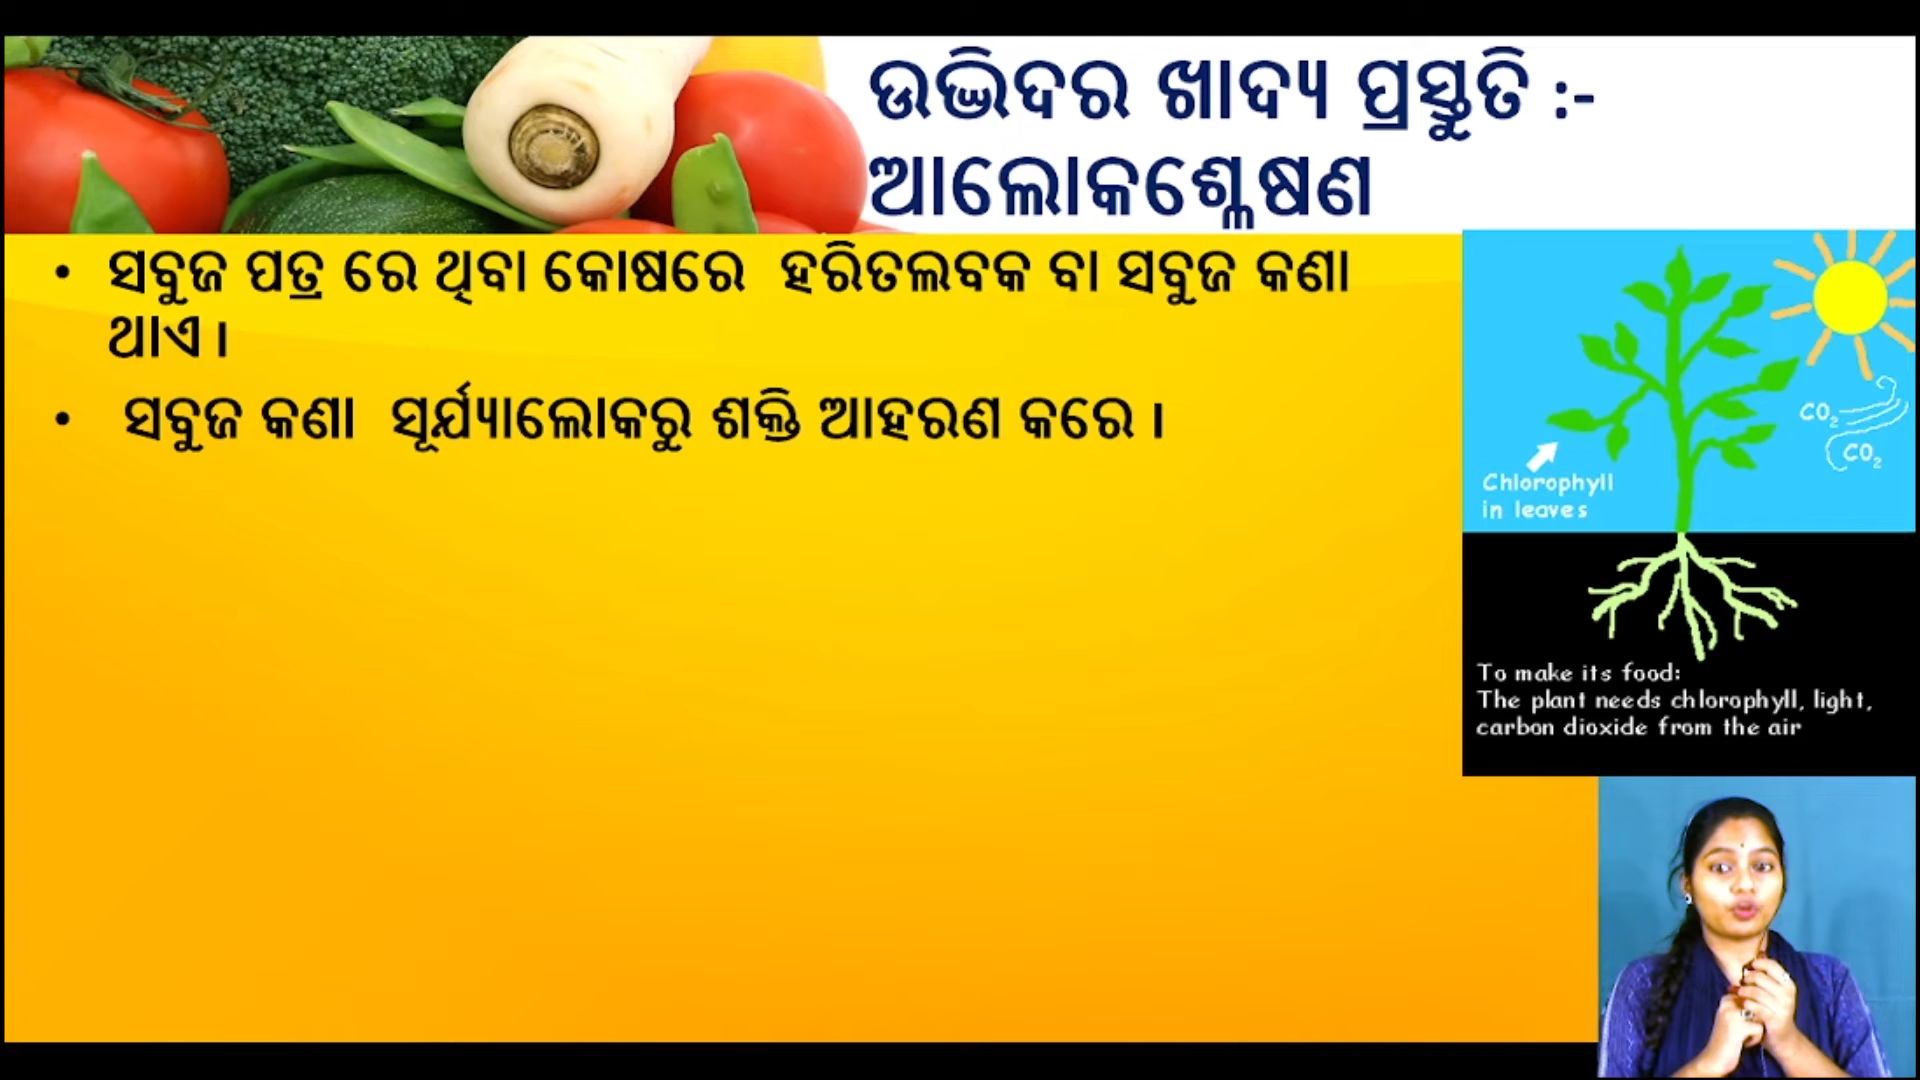 ଉଦ୍ଭିଦର ଖାଦ୍ୟ ପ୍ରସ୍ତୁତି :-
ଆଲୋକଶ୍ଳେଷଣ
• ସବୁଜ ପତ୍ର ରେ ଥିବା କୋଷରେ ହରିତଲବକ ବା ସବୁଜ କଣା
ଥାଏ ।
• ସବୁଜ କଣା ସୂର୍ଯ୍ୟାଲୋକରୁ ଶକ୍ତି ଆହରଣ କରେ ।
CO₂
CO₂
Chlorophyll
in leaves
To make its food:
The plant needs chlorophyll, light,
carbon dioxide from the air